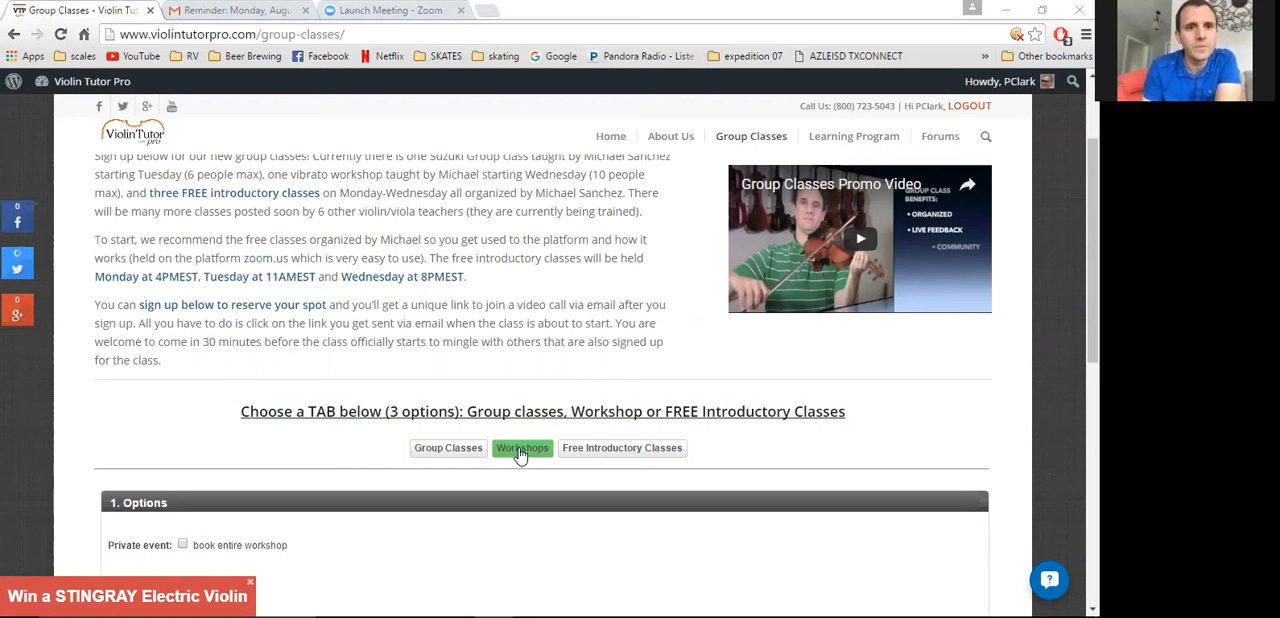 Group Classes - Violin Tu
Reminder: Monday, Augu
Launch Meeting - Zoom
www.violintutorpro.com/group-classes/
3
Apps
scales
YouTube
RV
Beer Brewing
Facebook
Netflix
SKATES
skating
Google
Pandora Radio - Liste
expedition 07
AZLEISD TXCONNECT
»
Other bookmarks
Violin Tutor Pro
Howdy, PClark
Call Us: (800) 723-5043 | Hi PClark, LOGOUT
ViolinTutor
pro
Home
About Us
Group Classes
Learning Program
Forums
Sign up below for our new group classes! Currently there is one Suzuki Group class taught by Michael Sanchez
starting Tuesday (6 people max), one vibrato workshop taught by Michael starting Wednesday (10 people
max), and three FREE introductory classes on Monday-Wednesday all organized by Michael Sanchez. There
will be many more classes posted soon by 6 other violin/viola teachers (they are currently being trained).
To start, we recommend the free classes organized by Michael so you get used to the platform and how it
works (held on the platform zoom.us which is very easy to use). The free introductory classes will be held
Monday at 4PMEST, Tuesday at 11AMEST and Wednesday at 8PMEST.
You can sign up below to reserve your spot and you'll get a unique link to join a video call via email after you
sign up. All you have to do is click on the link you get sent via email when the class is about to start. You are
welcome to come in 30 minutes before the class officially starts to mingle with others that are also signed up
for the class.
Group Classes Promo Video
GROUP CLASS
BENEFITS:
• ORGANIZED
• LIVE FEEDBACK
• COMMUNITY
0
0
0
Choose a TAB below (3 options): Group classes, Workshop or FREE Introductory Classes
Group Classes
Workshops
Free Introductory Classes
1. Options
Private event:
book entire workshop
Win a STINGRAY Electric Violin